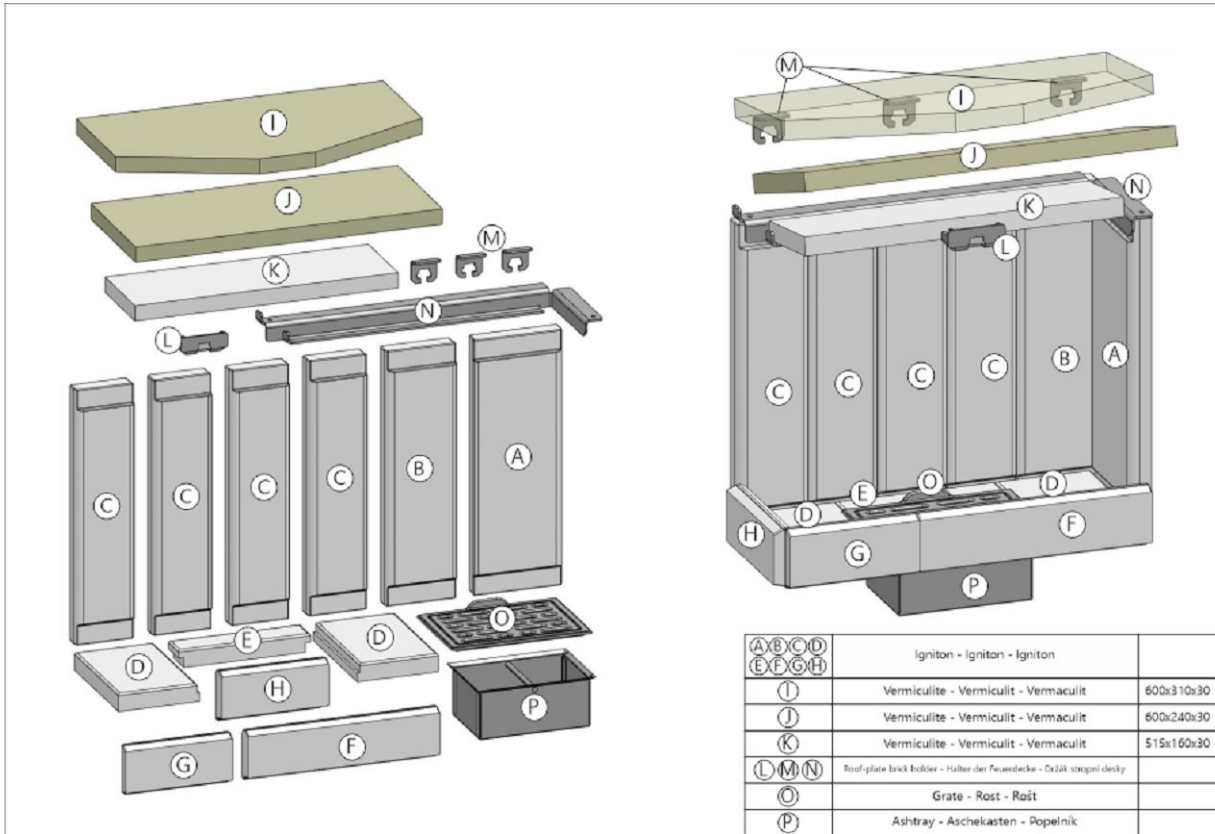 I
J
K
M
N
L
C
C
C
C
B
A
D
E
D
O
H
P
G
F
M
I
J
N
K
L
C
C
C
C
B
A
D
E
O
D
H
G
F
P
A B C D
E F G H
Igniton - Igniton - Igniton
I Vermiculite - Vermiculit - Vermaculit 600x310x30
J Vermiculite - Vermiculit - Vermaculit 600x240x30
K Vermiculite - Vermiculit - Vermaculit 515x160x30
L M N Roof-plate brick holder - Halter der Feuerdecke - Držák stropní desky
O Grate - Rost - Rošt
P Ashtray - Aschekasten - Popelník